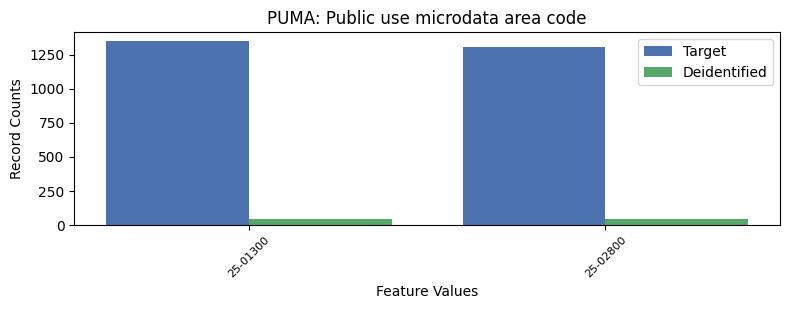 PUMA: Public use microdata area code
Target
Deidentified
Record Counts
1250
1000
750
500
250
0
25-01300
25-02800
Feature Values